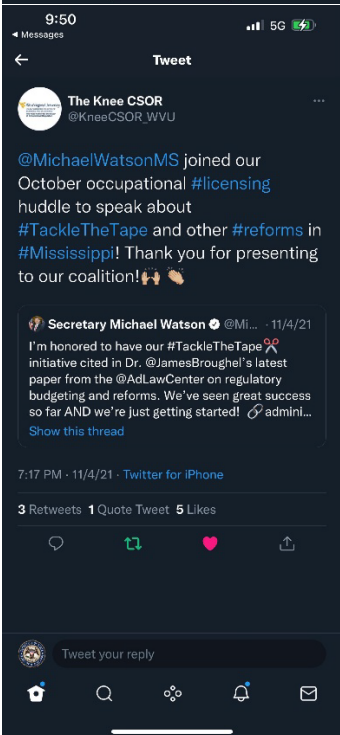 9:50
5G
◄ Messages
Tweet
The Knee CSOR
@KneeCSOR_WVU
@MichaelWatsonMS joined our
October occupational #licensing
huddle to speak about
#TackleTheTape and other #reforms in
#Mississippi! Thank you for presenting
to our coalition!🙌🏼 👏🏼
Secretary Michael Watson @Mi... · 11/4/21
I'm honored to have our #TackleTheTape✂️
initiative cited in Dr. @JamesBroughel's latest
paper from the @AdLawCenter on regulatory
budgeting and reforms. We've seen great success
so far AND we're just getting started! 🔗admini...
Show this thread
7:17 PM · 11/4/21 · Twitter for iPhone
3 Retweets 1 Quote Tweet 5 Likes
Tweet your reply